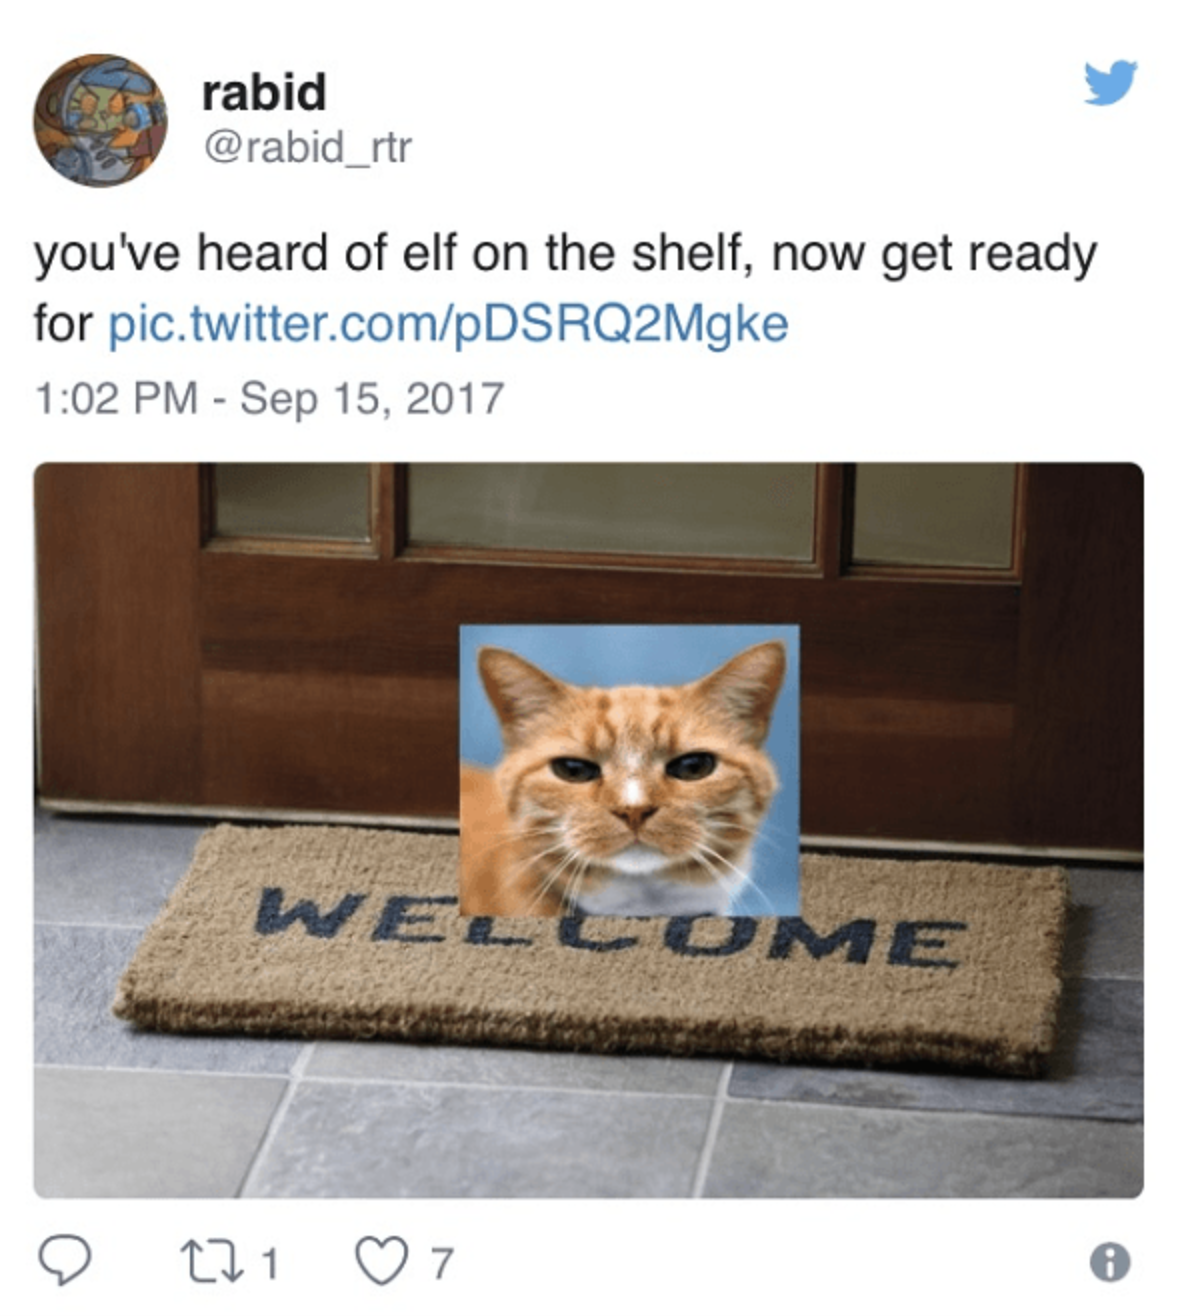 rabid
@rabid_rtr
you've heard of elf on the shelf, now get ready
for pic.twitter.com/pDSRQ2Mgke
1:02 PM - Sep 15, 2017
WELCOME
1
7